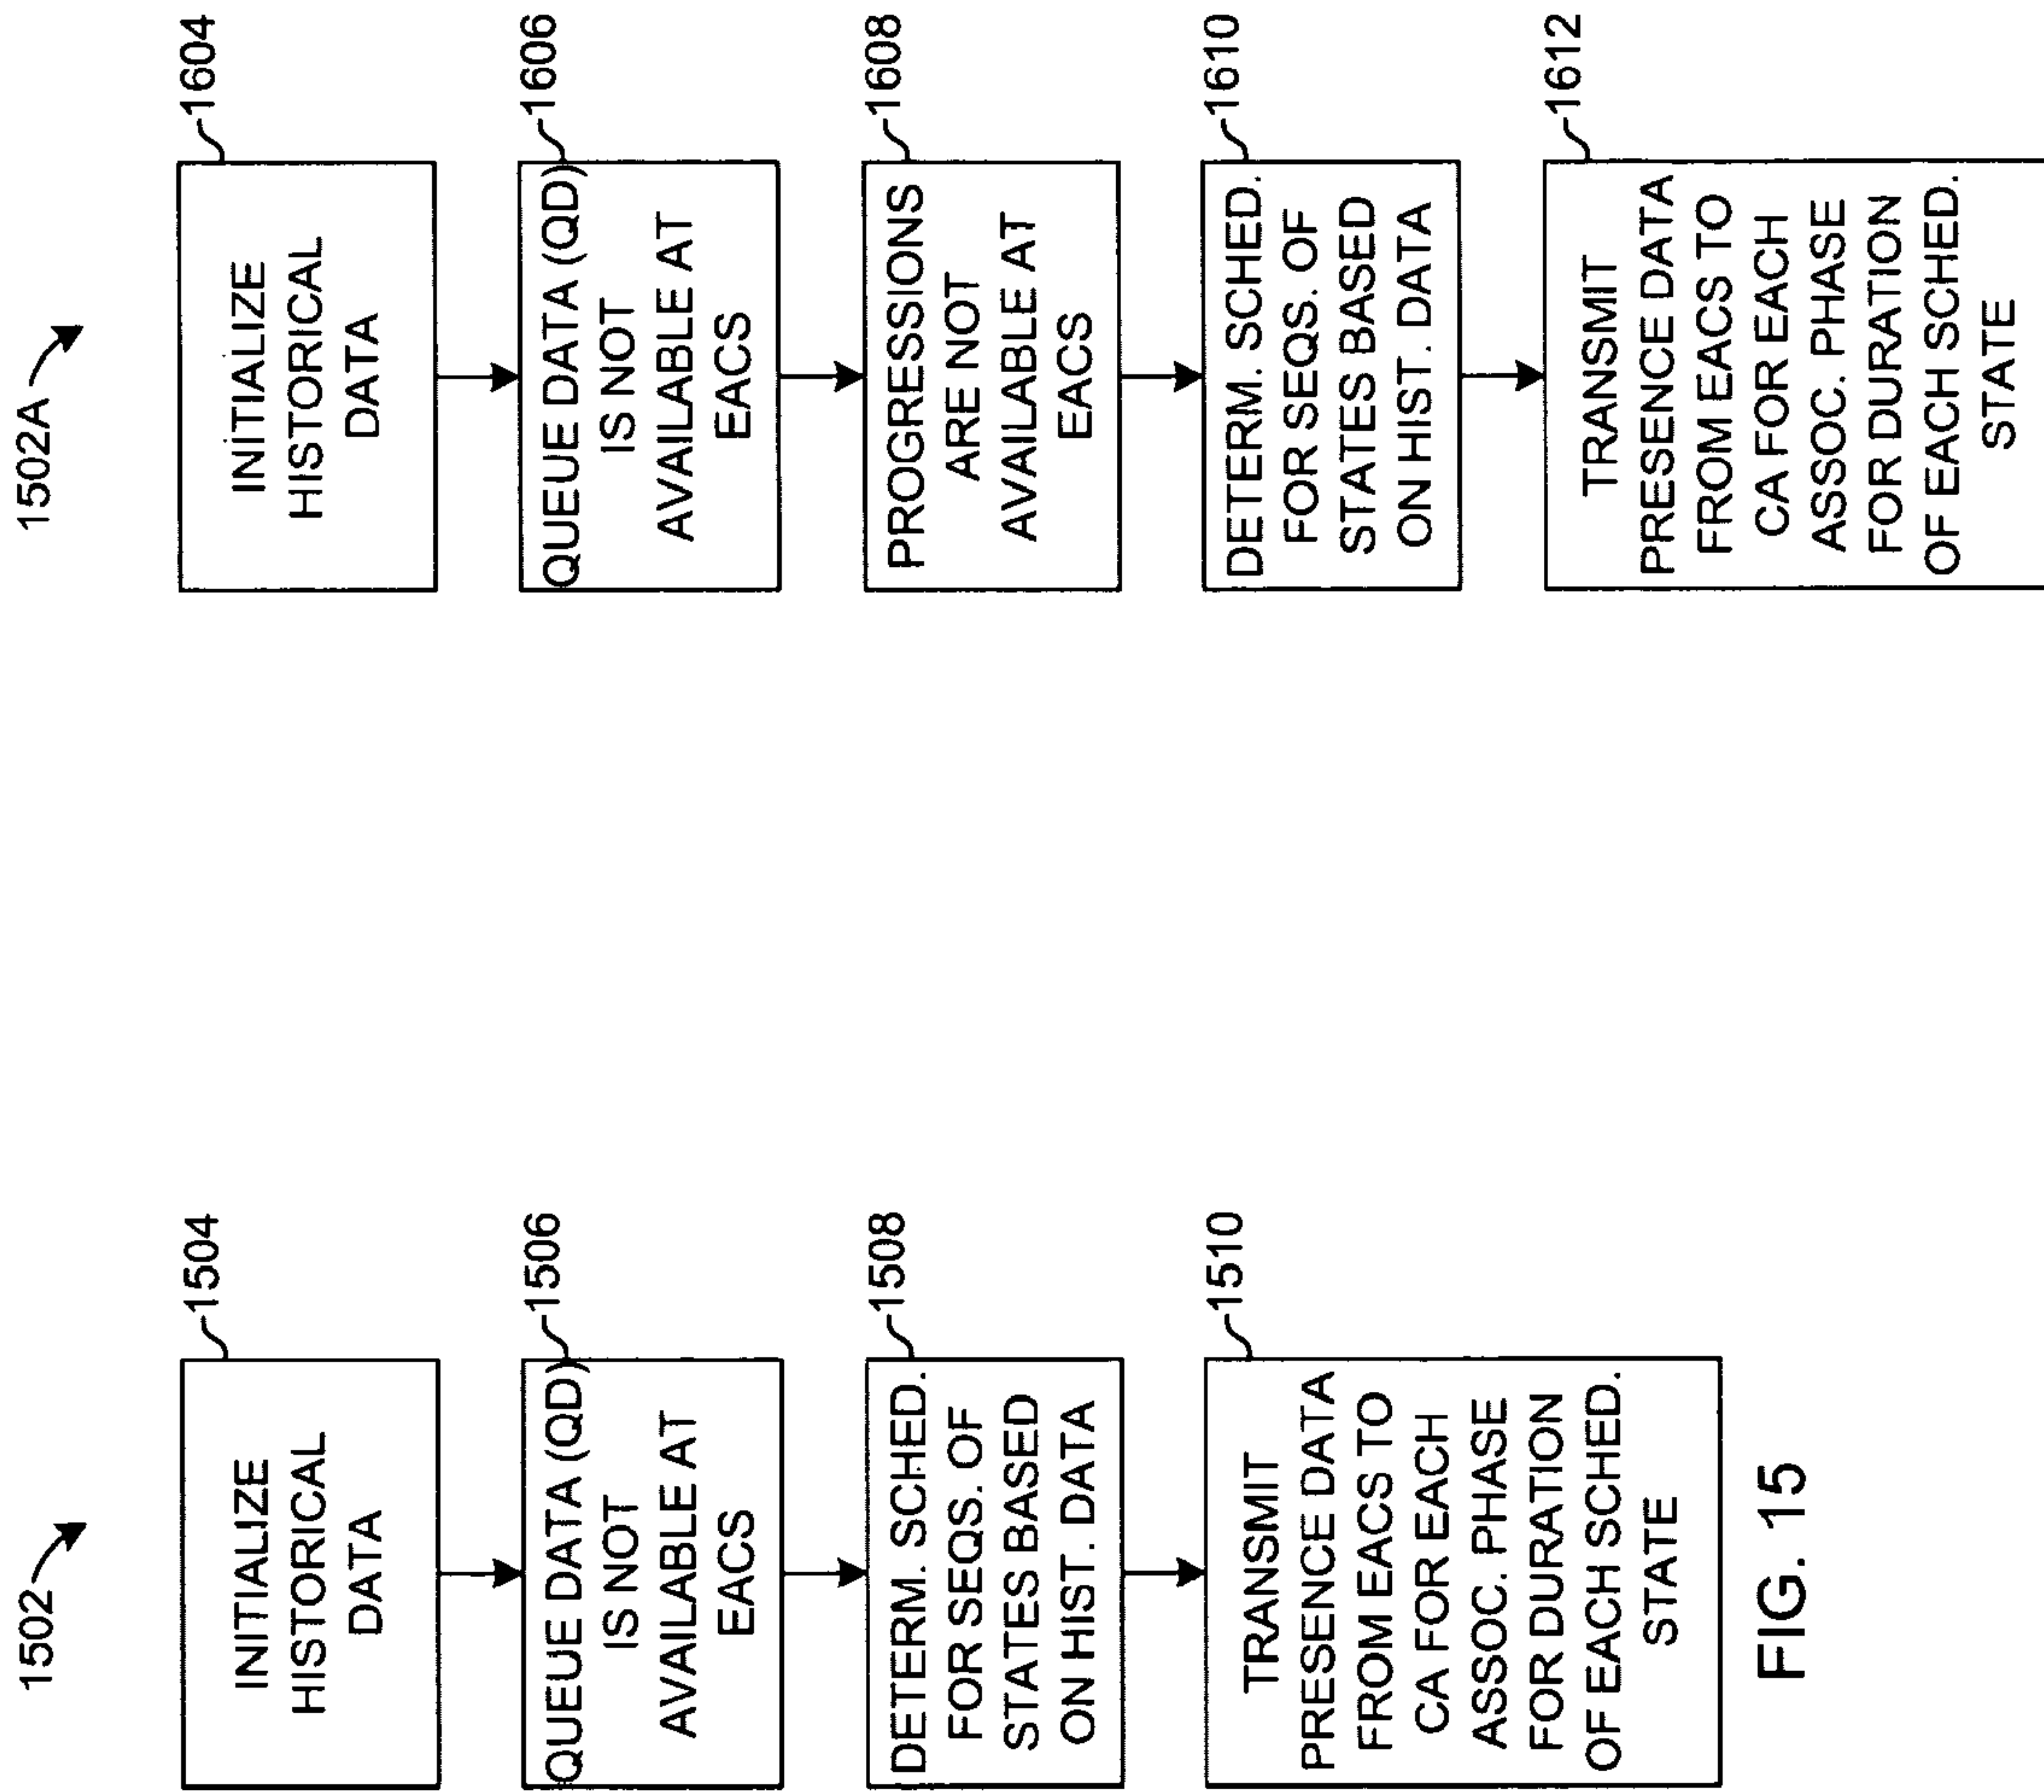 1502
1504
INITIALIZE
HISTORICAL
DATA
1506
QUEUE DATA (QD)
IS NOT
AVAILABLE AT
EACS
1508
DETERM. SCHED.
FOR SEQS. OF
STATES BASED
ON HIST. DATA
1510
TRANSMIT
PRESENCE DATA
FROM EACS TO
CA FOR EACH
ASSOC. PHASE
FOR DURATION
OF EACH SCHED.
STATE
FIG. 15
1502A
1604
INITIALIZE
HISTORICAL
DATA
1606
QUEUE DATA (QD)
IS NOT
AVAILABLE AT
EACS
1608
PROGRESSIONS
ARE NOT
AVAILABLE AT
EACS
1610
DETERM. SCHED.
FOR SEQS. OF
STATES BASED
ON HIST. DATA
1612
TRANSMIT
PRESENCE DATA
FROM EACS TO
CA FOR EACH
ASSOC. PHASE
FOR DURATION
OF EACH SCHED.
STATE